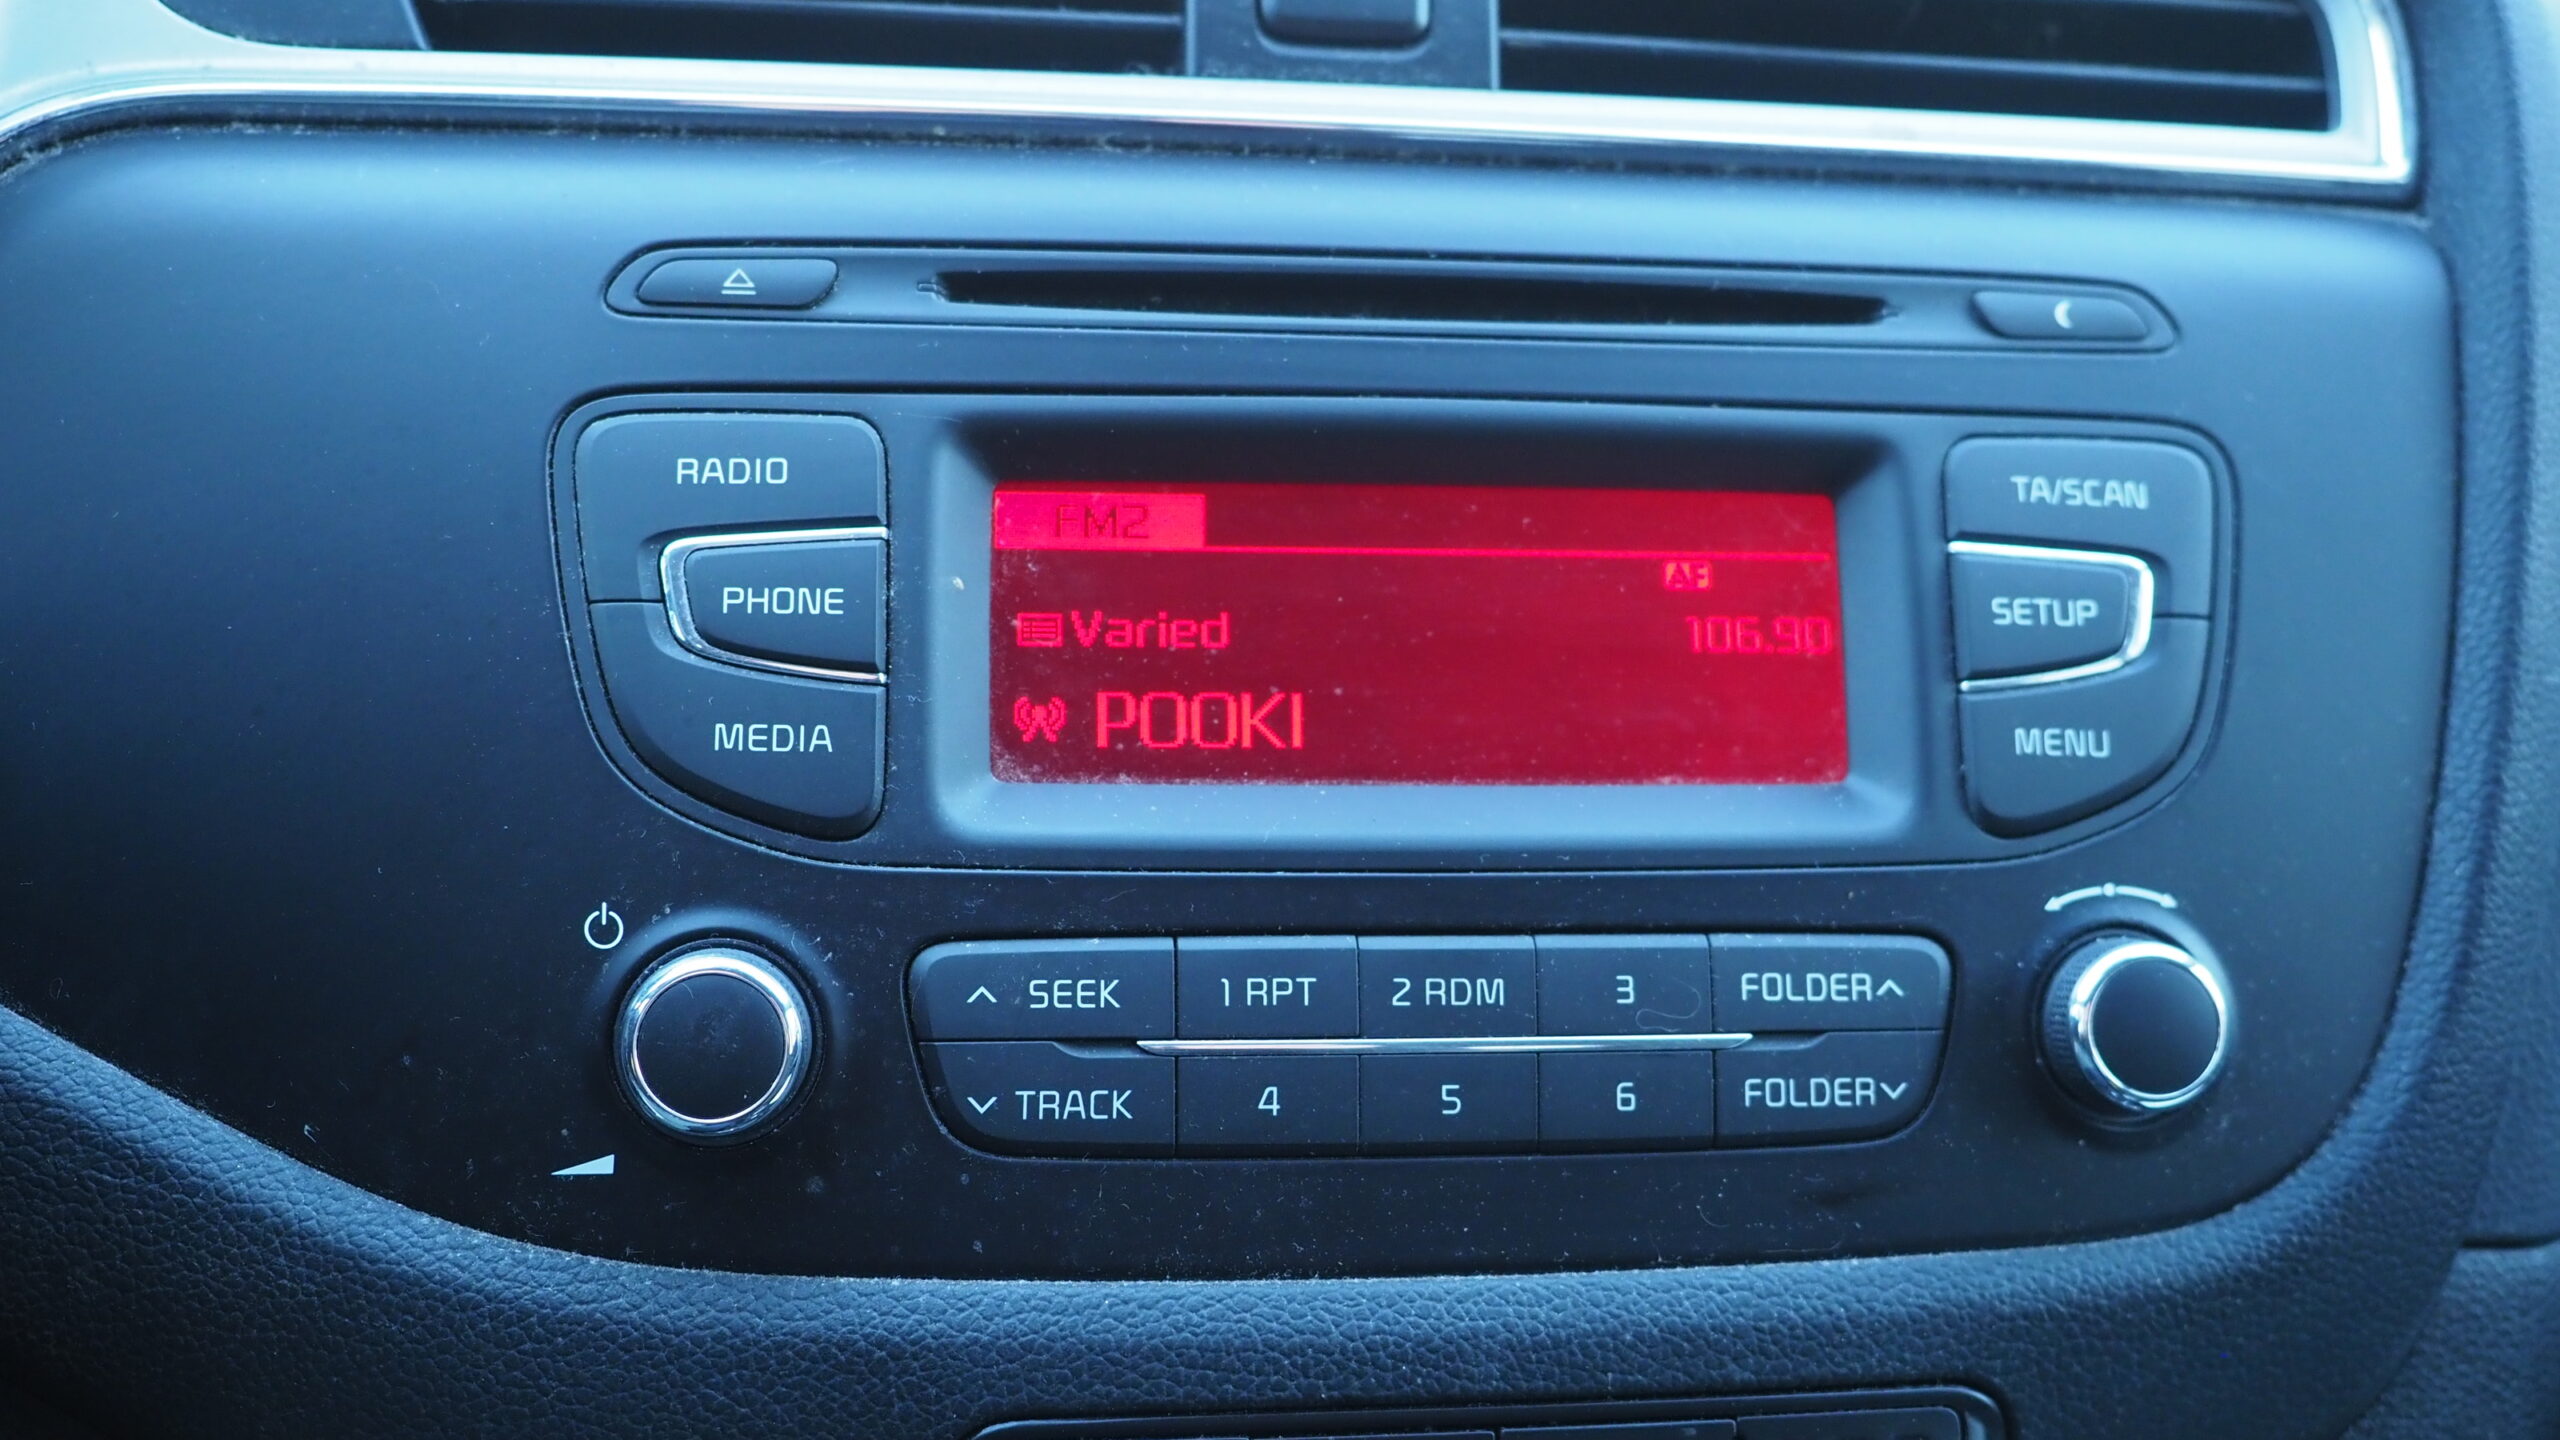 RADIO
PHONE
MEDIA
FM2
AF
Varied 106.90
POOKI
TA/SCAN
SETUP
MENU
SEEK 1 RPT 2 RDM 3 FOLDER
TRACK 4 5 6 FOLDER